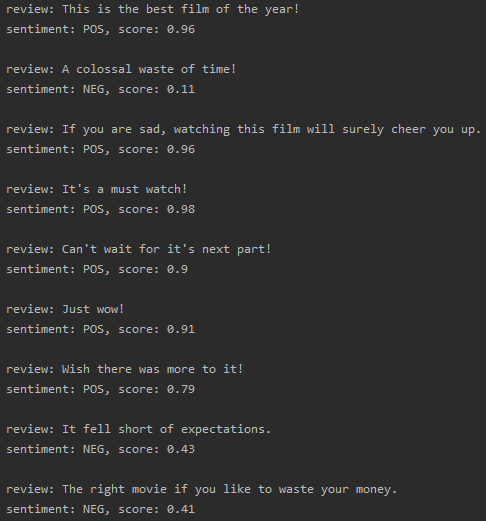 review: This is the best film of the year!
sentiment: POS, score: 0.96
review: A colossal waste of time!
sentiment: NEG, score: 0.11
review: If you are sad, watching this film will surely cheer you up.
sentiment: POS, score: 0.96
review: It's a must watch!
sentiment: POS, score: 0.98
review: Can't wait for it's next part!
sentiment: POS, score: 0.9
review: Just wow!
sentiment: POS, score: 0.91
review: Wish there was more to it!
sentiment: POS, score: 0.79
review: It fell short of expectations.
sentiment: NEG, score: 0.43
review: The right movie if you like to waste your money.
sentiment: NEG, score: 0.41